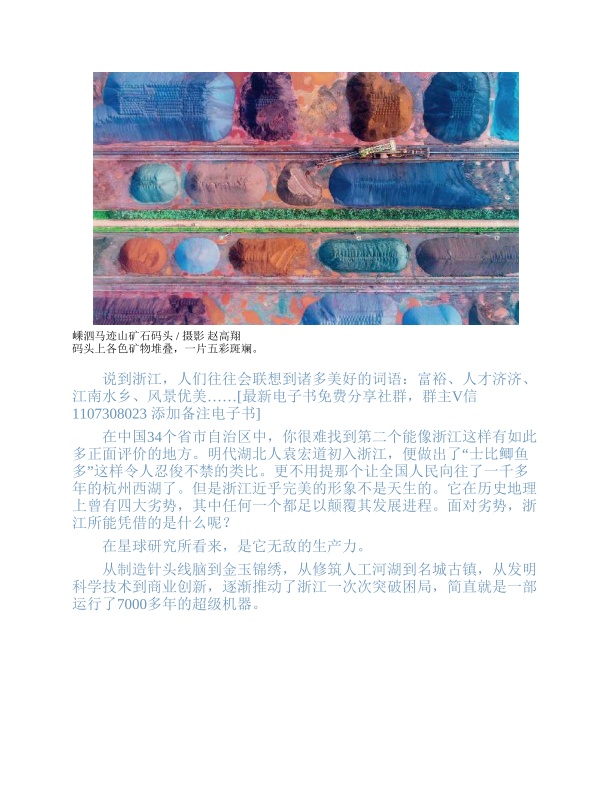 嵊泗马迹山矿石码头 / 摄影 赵高翔
码头上各色矿物堆叠，一片五彩斑斓。
说到浙江，人们往往会联想到诸多美好的词语：富裕、人才济济、
江南水乡、风景优美……[最新电子书免费分享社群，群主V信
1107308023 添加备注电子书]
在中国34个省市自治区中，你很难找到第二个能像浙江这样有如此
多正面评价的地方。明代湖北人袁宏道初入浙江，便做出了“士比鲫鱼
多”这样令人忍俊不禁的类比。更不用提那个让全国人民向往了一千多
年的杭州西湖了。但是浙江近乎完美的形象不是天生的。它在历史地理
上曾有四大劣势，其中任何一个都足以颠覆其发展进程。面对劣势，浙
江所能凭借的是什么呢？
在星球研究所看来，是它无敌的生产力。
从制造针头线脑到金玉锦绣，从修筑人工河湖到名城古镇，从发明
科学技术到商业创新，逐渐推动了浙江一次次突破困局，简直就是一部
运行了7000多年的超级机器。